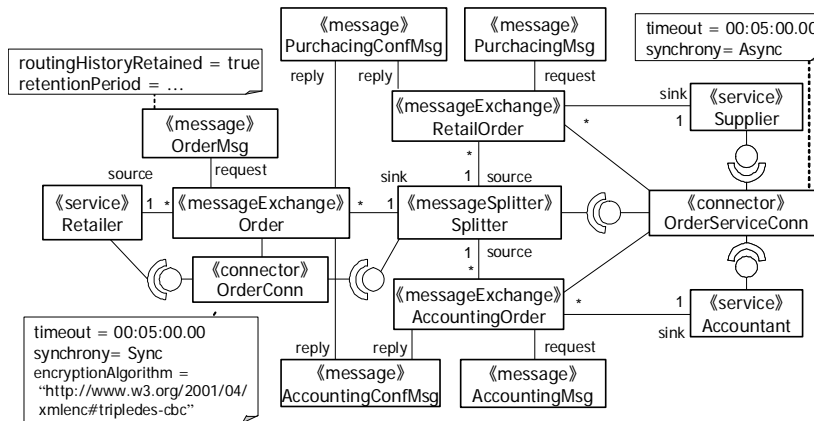 routingHistoryRetained = true
retentionPeriod = …
《message》
PurchacingConfMsg
《message》
PurchacingMsg
timeout = 00:05:00.00
synchrony= Async
reply
reply
request
《message》
OrderMsg
《messageExchange》
RetailOrder
sink
1
*
《service》
Supplier
source
request
*
1
source
《service》
Retailer
1
*
《messageExchange》
Order
*
sink
1
《messageSplitter》
Splitter
《connector》
OrderServiceConn
《connector》
OrderConn
1
source
*
《messageExchange》
AccountingOrder
*
1
sink
《service》
Accountant
timeout = 00:05:00.00
synchrony= Sync
encryptionAlgorithm =
“http://www.w3.org/2001/04/
xmlenc#tripledes-cbc”
reply
reply
request
《message》
AccountingConfMsg
《message》
AccountingMsg